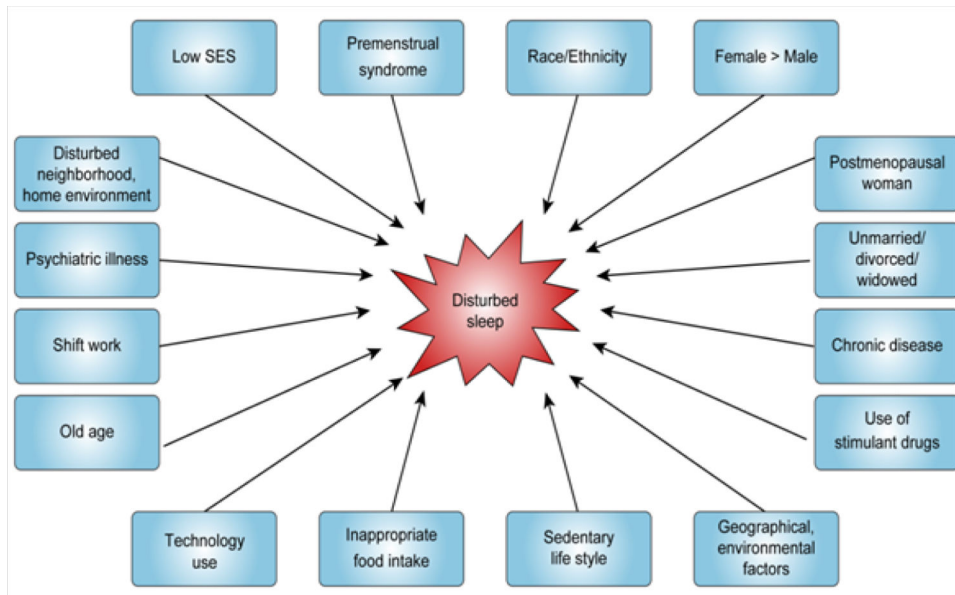 Low SES
Premenstrual
syndrome
Race/Ethnicity
Female > Male
Disturbed
neighborhood,
home environment
Postmenopausal
woman
Psychiatric illness
Unmarried/
divorced/
widowed
Disturbed
sleep
Shift work
Chronic disease
Old age
Use of
stimulant drugs
Technology
use
Inappropriate
food intake
Sedentary
life style
Geographical,
environmental
factors